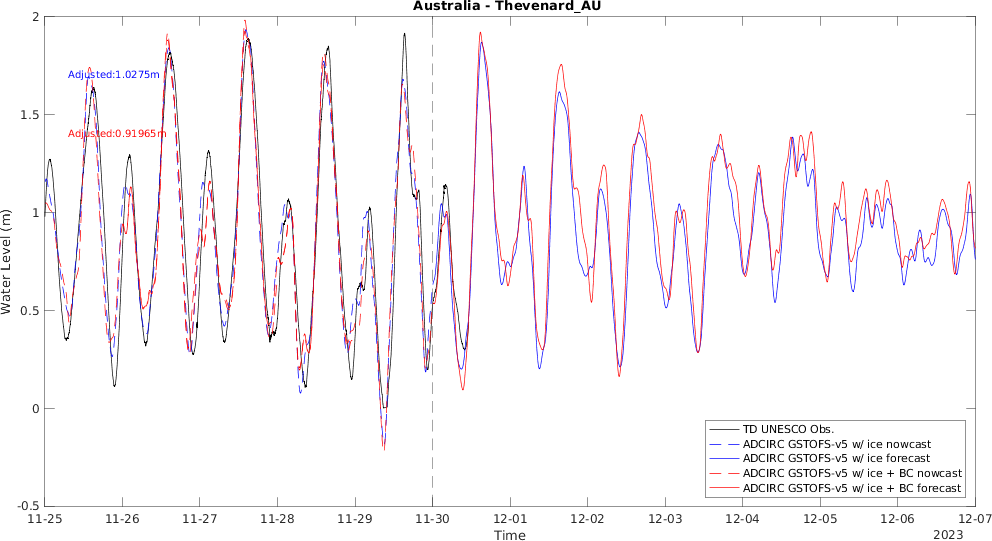 Australia - Thevenard_AU
2
1.5
1
0.5
0
-0.5
Water Level (m)
Adjusted:1.0275m
Adjusted:0.91965m
TD UNESCO Obs.
ADCIRC GSTOFS-v5 w/ ice nowcast
ADCIRC GSTOFS-v5 w/ ice forecast
ADCIRC GSTOFS-v5 w/ ice + BC nowcast
ADCIRC GSTOFS-v5 w/ ice + BC forecast
11-25 11-26 11-27 11-28 11-29 11-30 12-01 12-02 12-03 12-04 12-05 12-06 12-07
Time
2023